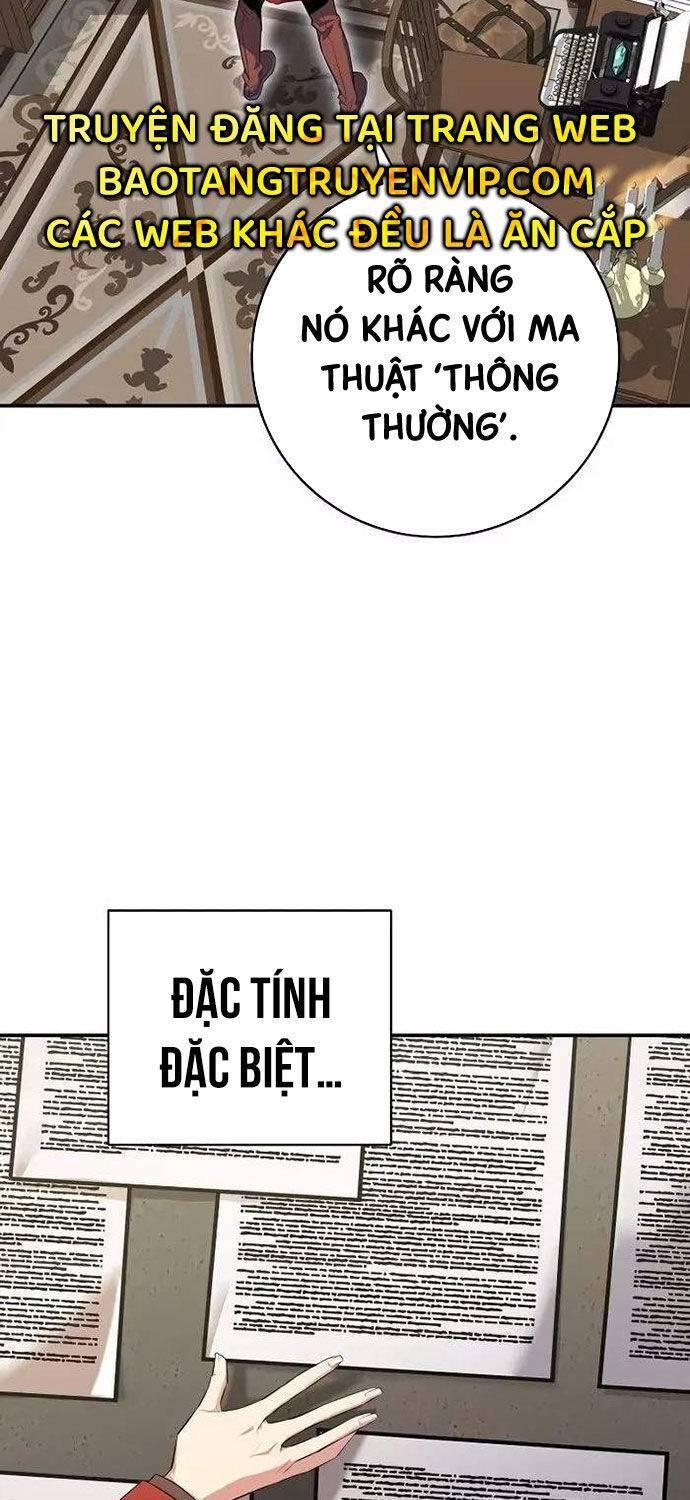 TRUYỆN ĐĂNG TẠI TRANG WEB
BAOTANGTRUYENVIP.COM
CÁC WEB KHÁC ĐỀU LÀ ĂN CẮP
RÕ RÀNG
NÓ KHÁC VỚI MA
THUẬT ‘THÔNG
THƯỜNG’.
ĐẶC TÍNH
ĐẶC BIỆT...